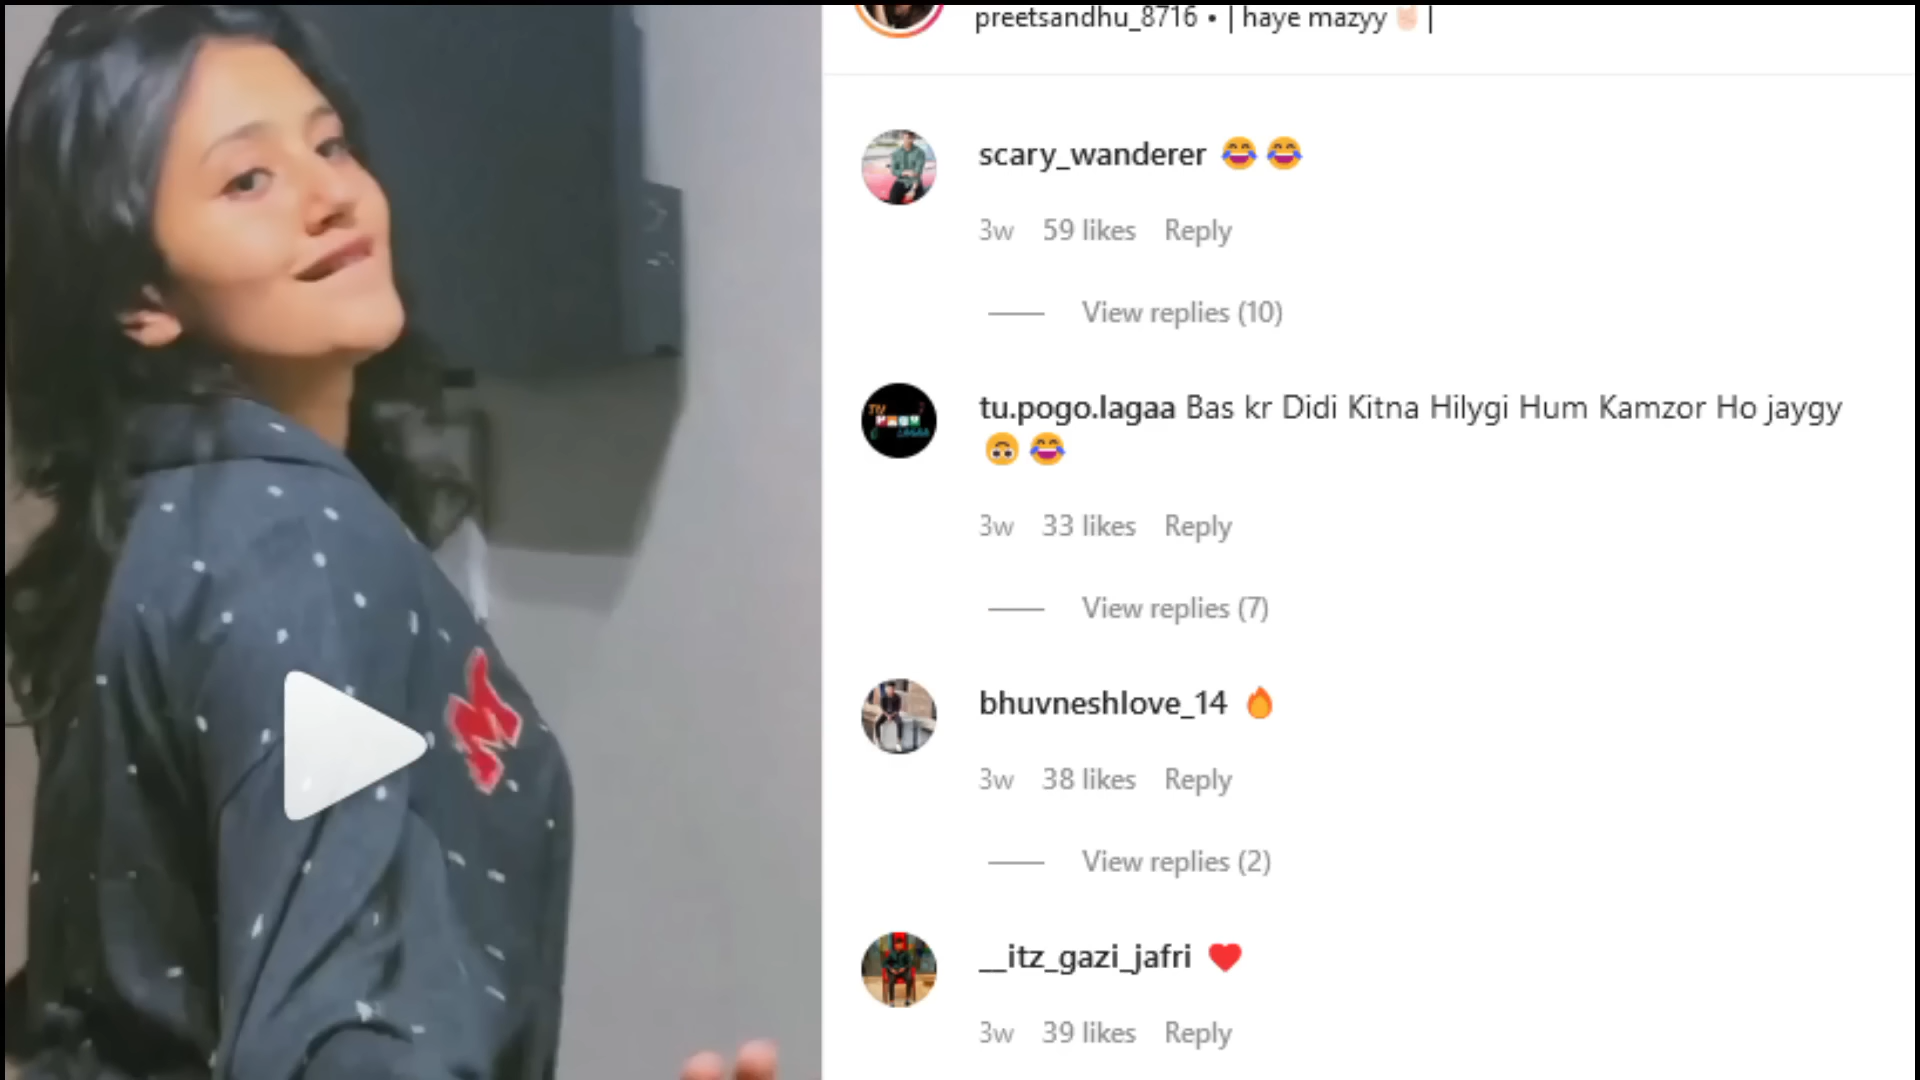 preetsandhu_8716 • | haye mazyy 🤞🏻 |
scary_wanderer 😂😂
3w 59 likes Reply
View replies (10)
tu.pogo.lagaa Bas kr Didi Kitna Hilygi Hum Kamzor Ho jaygy
🙃😂
3w 33 likes Reply
View replies (7)
bhuvneshlove_14 🔥
3w 38 likes Reply
View replies (2)
__itz_gazi_jafri ❤️
3w 39 likes Reply